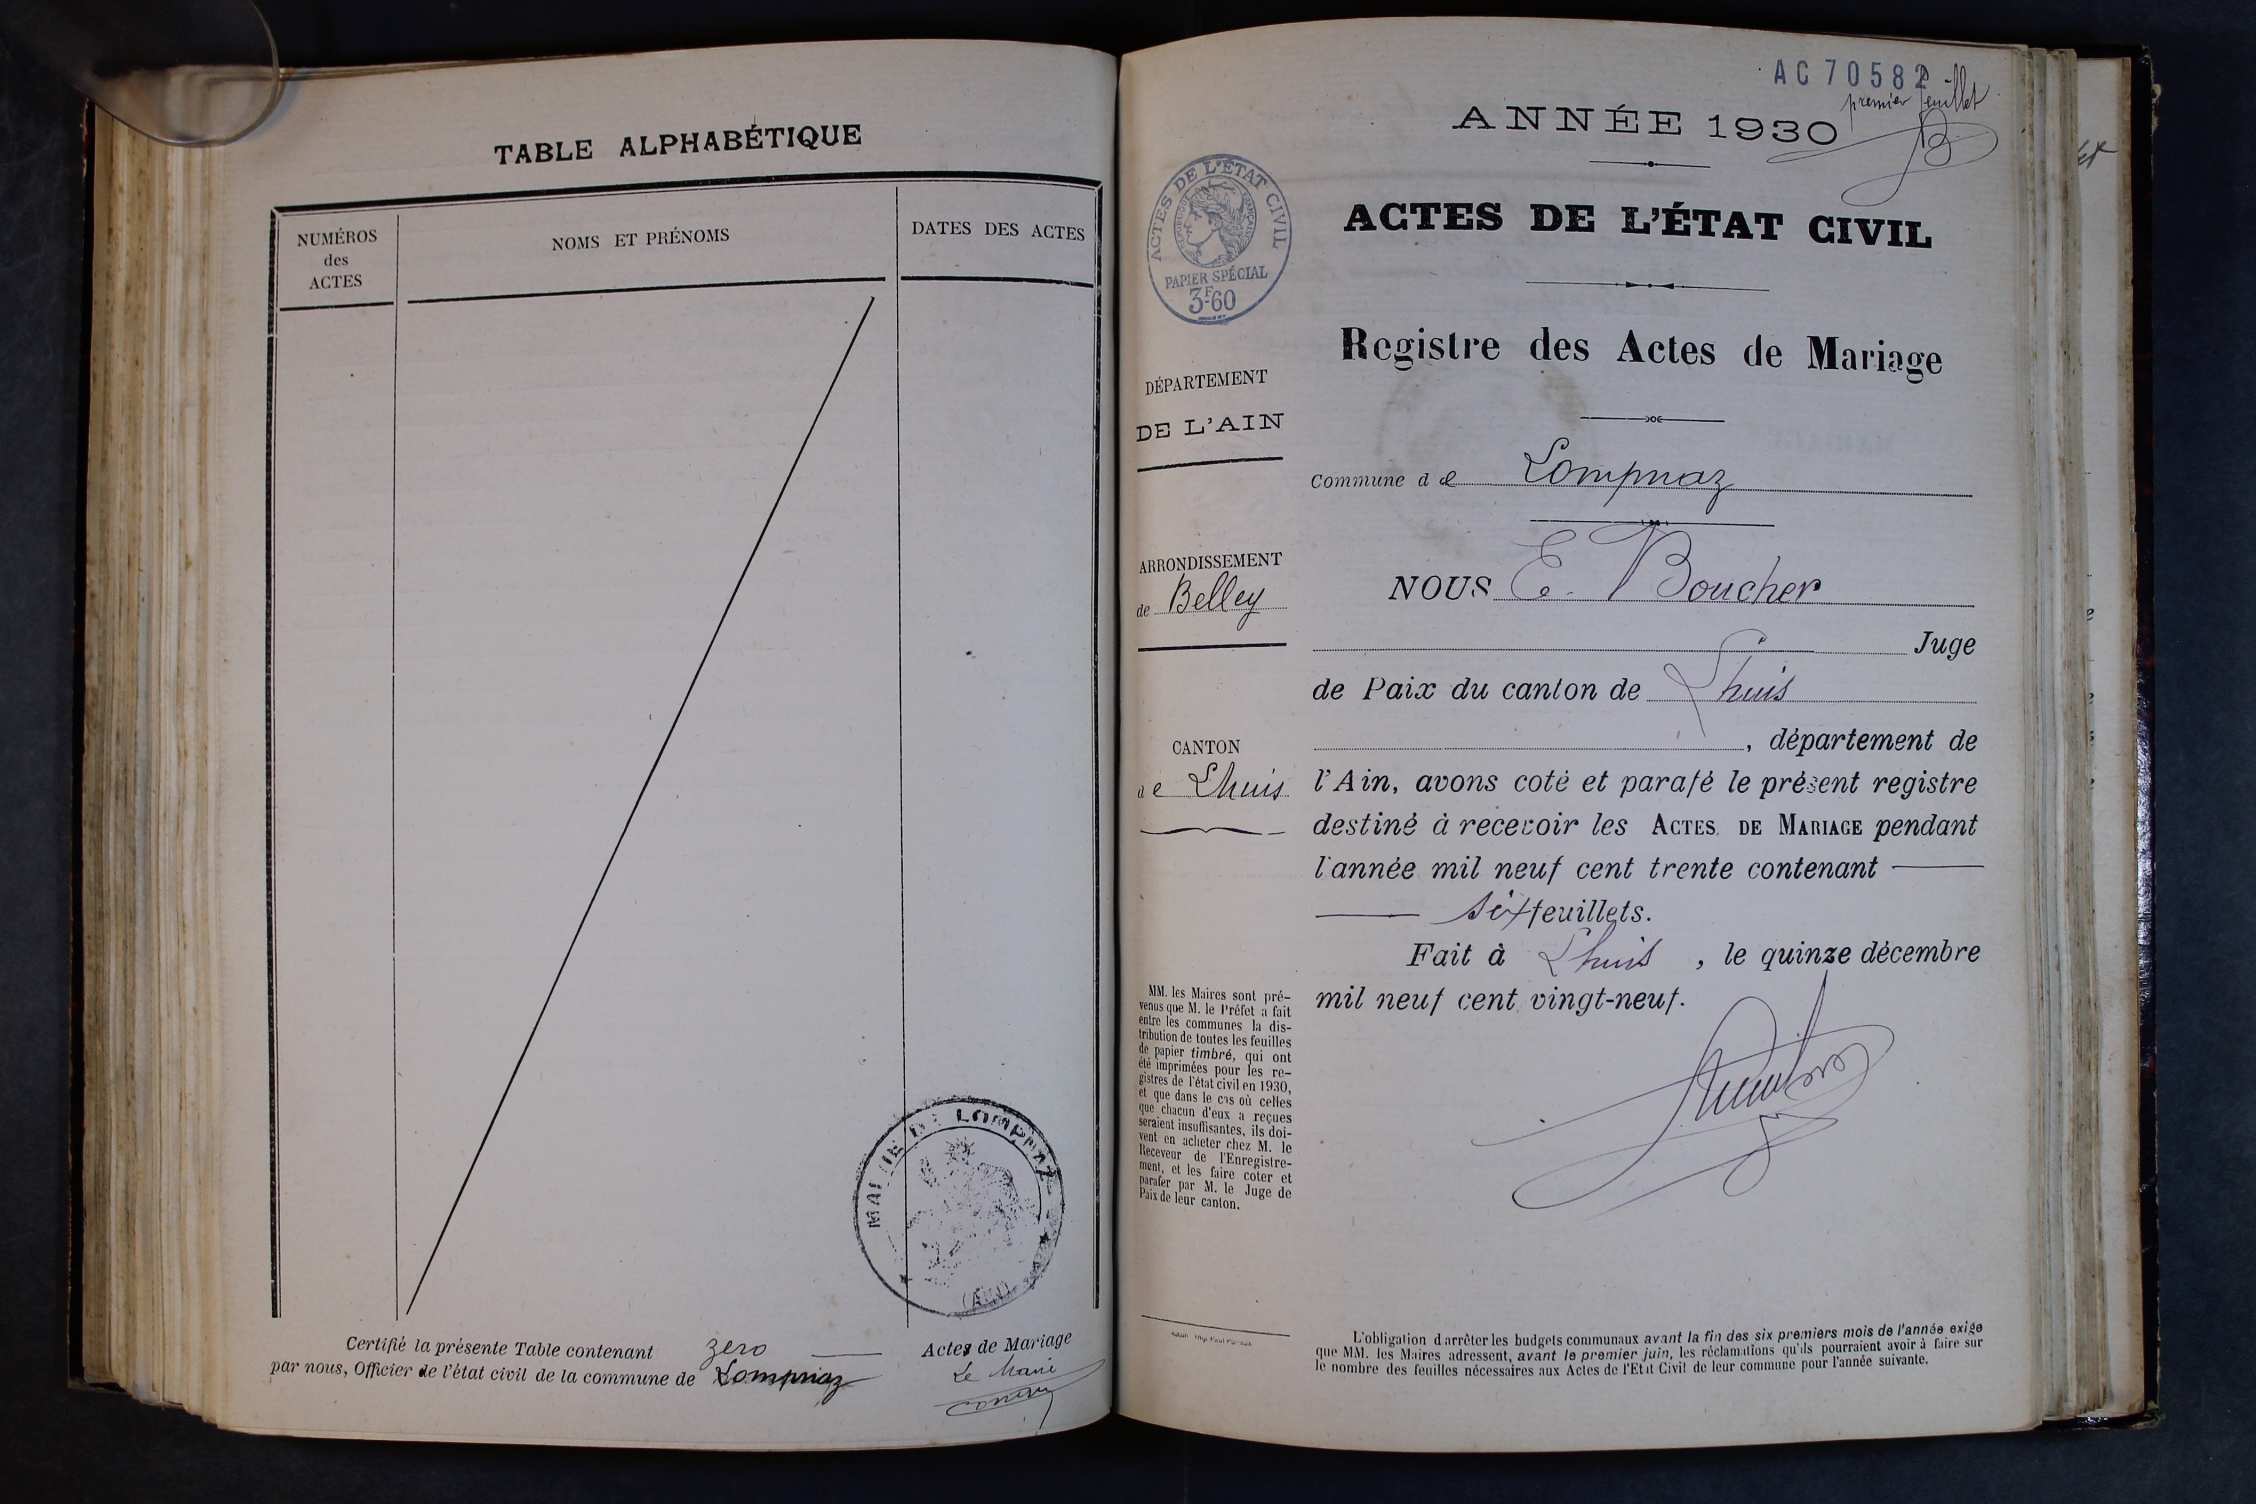 TABLE ALPHABÉTIQUE
NUMÉROS
des
ACTES
NOMS ET PRÉNOMS
DATES DES ACTES
MAIRIE DE LOMPNAZ
(AIN)
Certifié la présente Table contenant zero Actes de Mariage
par nous, Officier de l'état civil de la commune de Lompnaz
Le Maire
AC 70582
premier feuillet
B
ANNÉE 1930
ACTES DE L'ÉTAT CIVIL
RÉPUBLIQUE FRANÇAISE
PAPIER SPÉCIAL
3F60
ACTES DE L'ÉTAT CIVIL
Registre des Actes de Mariage
DÉPARTEMENT
DE L'AIN
ARRONDISSEMENT
de Belley
CANTON
de Lhuis
MM. les Maires sont pré-
venus que M. le Préfet a fait
entre les communes la dis-
tribution de toutes les feuilles
de papier timbré, qui ont
été imprimées pour les re-
gistres de l'état civil en 1930,
et que dans le cas où celles
que chacun d'eux a reçues
seraient insuffisantes, ils doi-
vent en acheter chez M. le
Receveur de l'Enregistre-
ment, et les faire coter et
parafer par M. le Juge de
Paix de leur canton.
Commune de Lompnaz
NOUS E. Boucher
Juge
de Paix du canton de Lhuis
, département de
l'Ain, avons coté et parafé le présent registre
destiné à recevoir les ACTES DE MARIAGE pendant
l'année mil neuf cent trente contenant
six feuillets.
Fait à Lhuis, le quinze décembre
mil neuf cent vingt-neuf.
L'obligation d'arrêter les budgets communaux avant la fin des six premiers mois de l'année exige
que MM. les Maires adressent, avant le premier juin, les réclamations qu'ils pourraient avoir à faire sur
le nombre des feuilles nécessaires aux Actes de l'Etat Civil de leur commune pour l'année suivante.